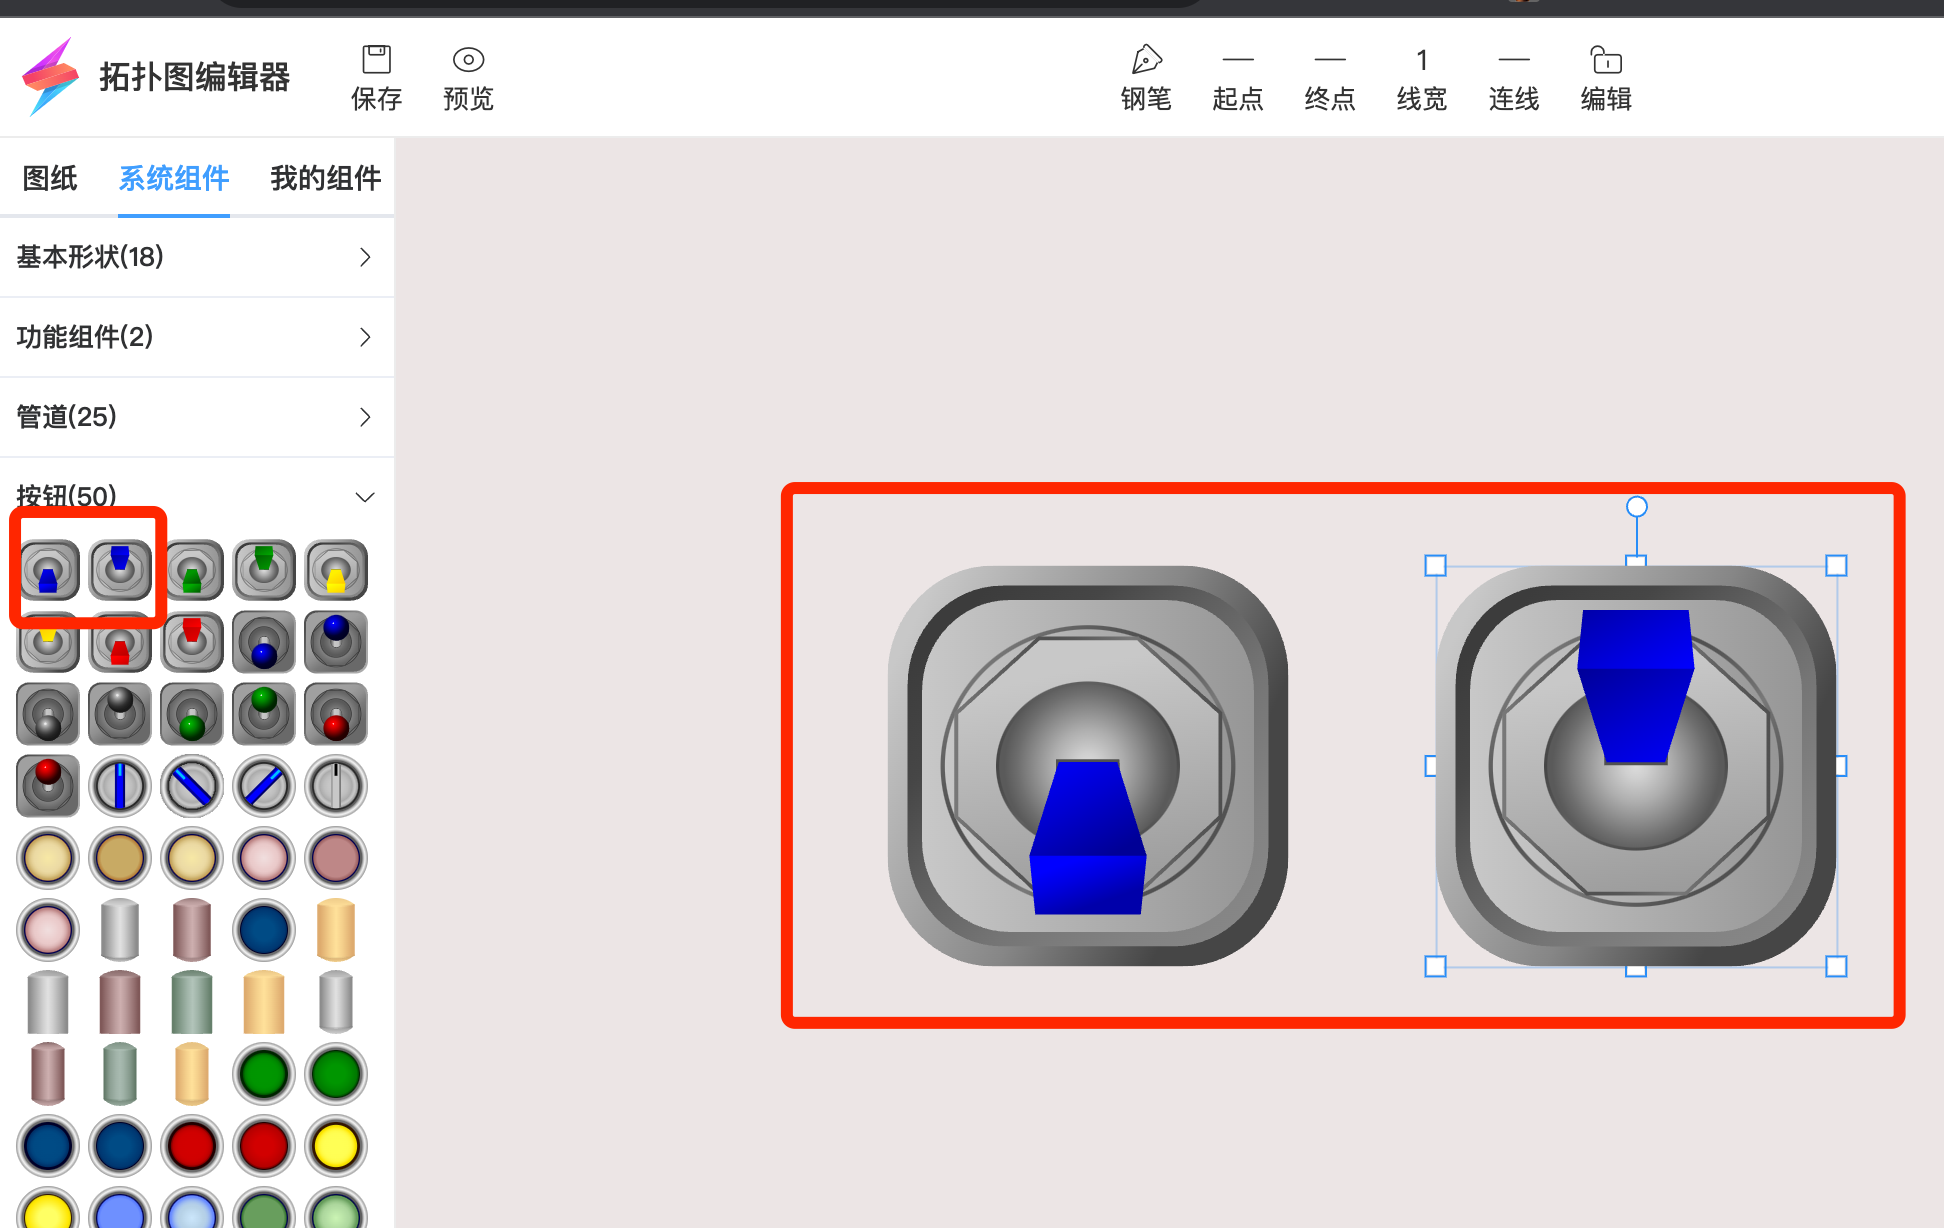 拓扑图编辑器
保存
预览
钢笔
起点
终点
1
线宽
连线
编辑
图纸
系统组件
我的组件
基本形状(18)
功能组件(2)
管道(25)
按钮(50)